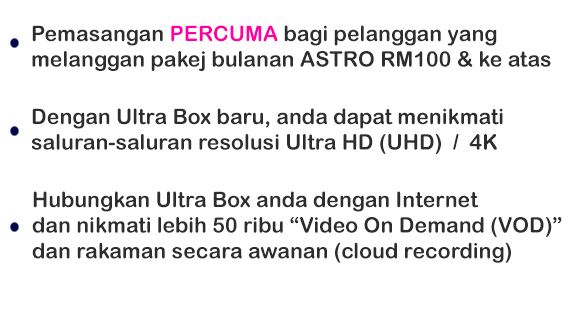 Pemasangan PERCUMA bagi pelanggan yang
melanggan pakej bulanan ASTRO RM100 & ke atas
Dengan Ultra Box baru, anda dapat menikmati
saluran-saluran resolusi Ultra HD (UHD) / 4K
Hubungkan Ultra Box anda dengan Internet
dan nikmati lebih 50 ribu “Video On Demand (VOD)”
dan rakaman secara awanan (cloud recording)